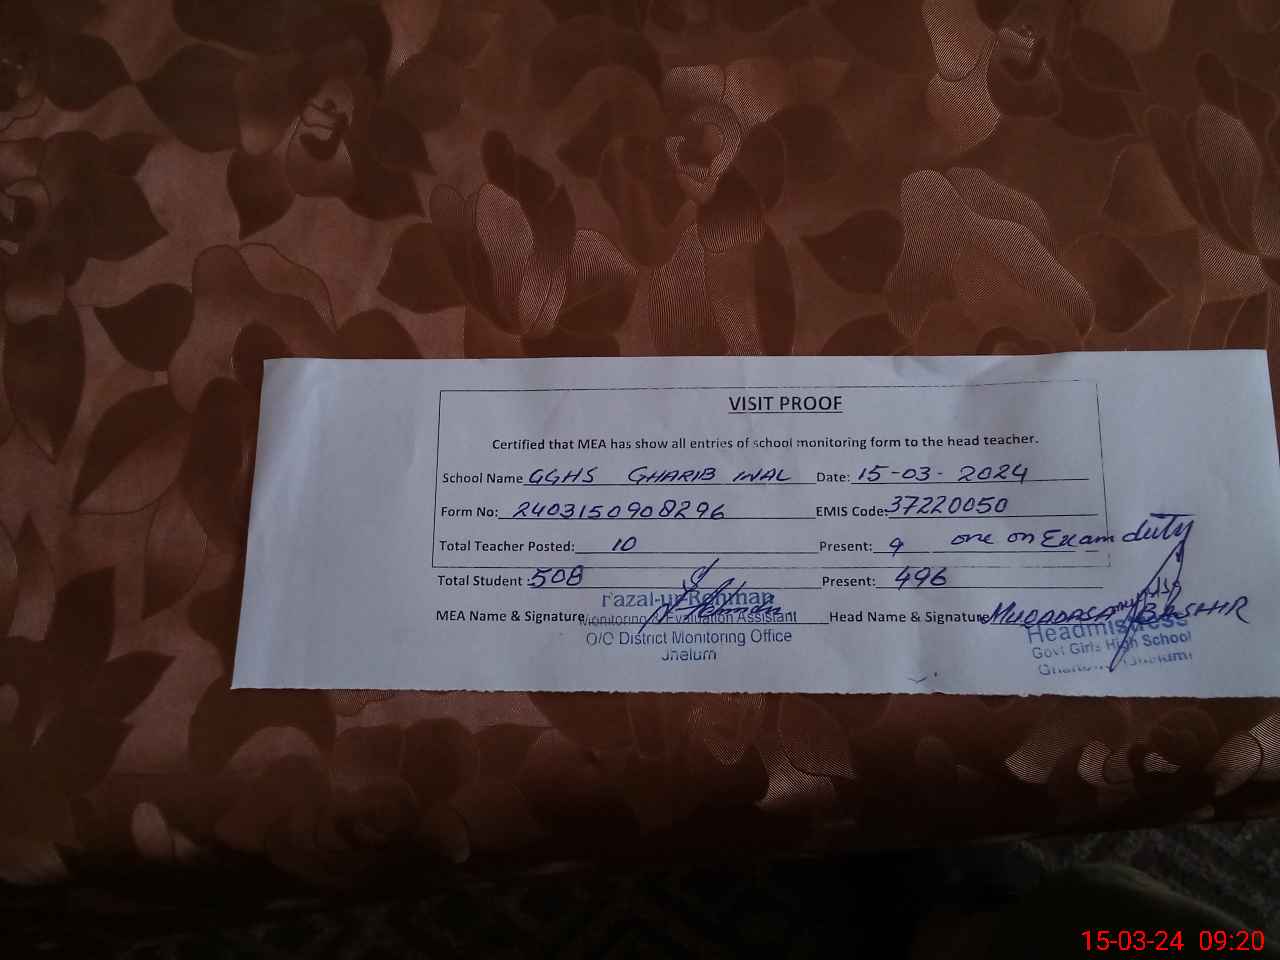 VISIT PROOF
Certified that MEA has show all entries of school monitoring form to the head teacher.
School Name GGHS GHARIB WAL Date: 15-03-2024
Form No: 2403150908296 EMIS Code: 37220050
Total Teacher Posted: 10 Present: 9 one on Exam duty
Total Student : 508 Present: 496
MEA Name & Signature Head Name & Signature MUDADASA BASHIR
Fazal-ur-Rehman
Monitoring & Evaluation Assistant
O/C District Monitoring Office
Jhelum
Headmistress
Govt Girls High School
Jhelum
15-03-24 09:20